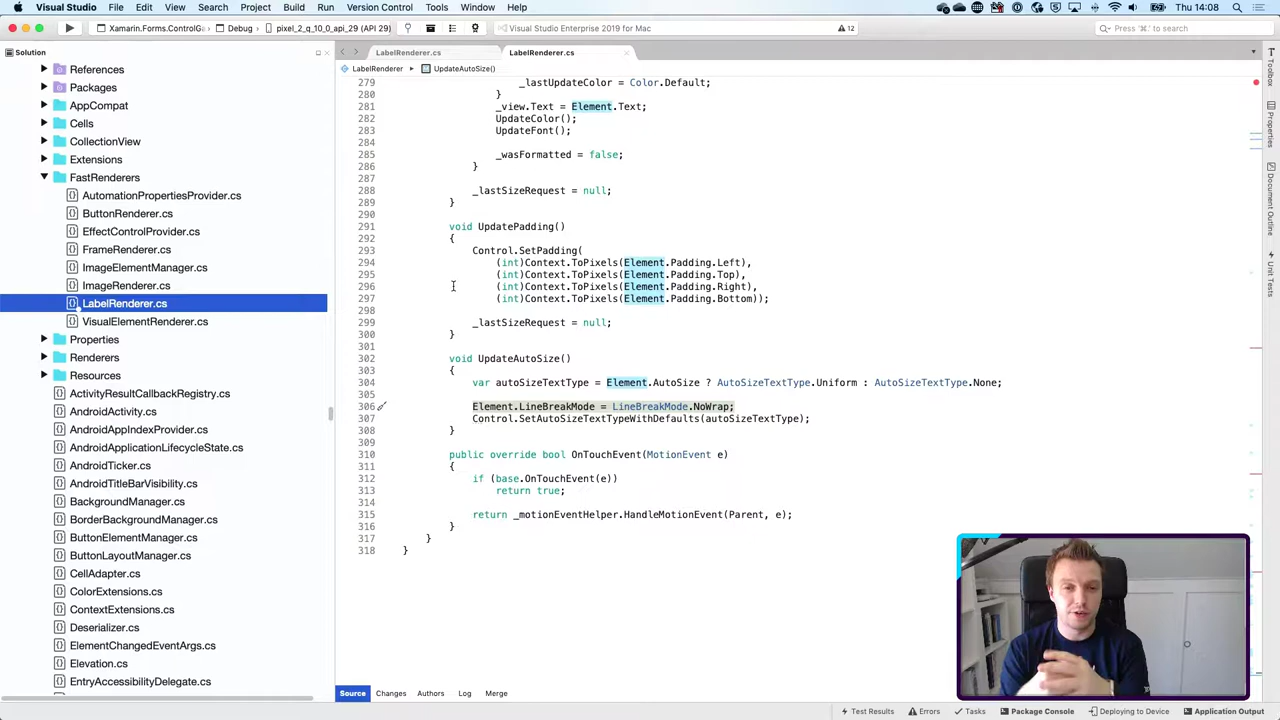 Visual Studio File Edit View Search Project Build Run Version Control Tools Window Help Thu 14:08
Xamarin.Forms.ControlGa Debug pixel_2_q_10_0_api_29 (API 29) Visual Studio Enterprise 2019 for Mac 12 Press ⌘. to search
Solution
LabelRenderer.cs
LabelRenderer.cs
LabelRenderer
UpdateAutoSize()
References
Packages
AppCompat
Cells
CollectionView
Extensions
FastRenderers
AutomationPropertiesProvider.cs
ButtonRenderer.cs
EffectControlProvider.cs
FrameRenderer.cs
ImageElementManager.cs
ImageRenderer.cs
LabelRenderer.cs
VisualElementRenderer.cs
Properties
Renderers
Resources
ActivityResultCallbackRegistry.cs
AndroidActivity.cs
AndroidAppIndexProvider.cs
AndroidApplicationLifecycleState.cs
AndroidTicker.cs
AndroidTitleBarVisibility.cs
BackgroundManager.cs
BorderBackgroundManager.cs
ButtonElementManager.cs
ButtonLayoutManager.cs
CellAdapter.cs
ColorExtensions.cs
ContextExtensions.cs
Deserializer.cs
ElementChangedEventArgs.cs
Elevation.cs
EntryAccessibilityDelegate.cs
279 _lastUpdateColor = Color.Default;
280 }
281 _view.Text = Element.Text;
282 UpdateColor();
283 UpdateFont();
284
285 _wasFormatted = false;
286 }
287
288 _lastSizeRequest = null;
289 }
290
291 void UpdatePadding()
292 {
293 Control.SetPadding(
294 (int)Context.ToPixels(Element.Padding.Left),
295 (int)Context.ToPixels(Element.Padding.Top),
296 (int)Context.ToPixels(Element.Padding.Right),
297 (int)Context.ToPixels(Element.Padding.Bottom));
298
299 _lastSizeRequest = null;
300 }
301
302 void UpdateAutoSize()
303 {
304 var autoSizeTextType = Element.AutoSize ? AutoSizeTextType.Uniform : AutoSizeTextType.None;
305
306 Element.LineBreakMode = LineBreakMode.NoWrap;
307 Control.SetAutoSizeTextTypeWithDefaults(autoSizeTextType);
308 }
309
310 public override bool OnTouchEvent(MotionEvent e)
311 {
312 if (base.OnTouchEvent(e))
313 return true;
314
315 return _motionEventHelper.HandleMotionEvent(Parent, e);
316 }
317 }
318 }
Toolbox
Properties
Document Outline
Unit Tests
Source Changes Authors Log Merge
Test Results Errors Tasks Package Console Deploying to Device Application Output